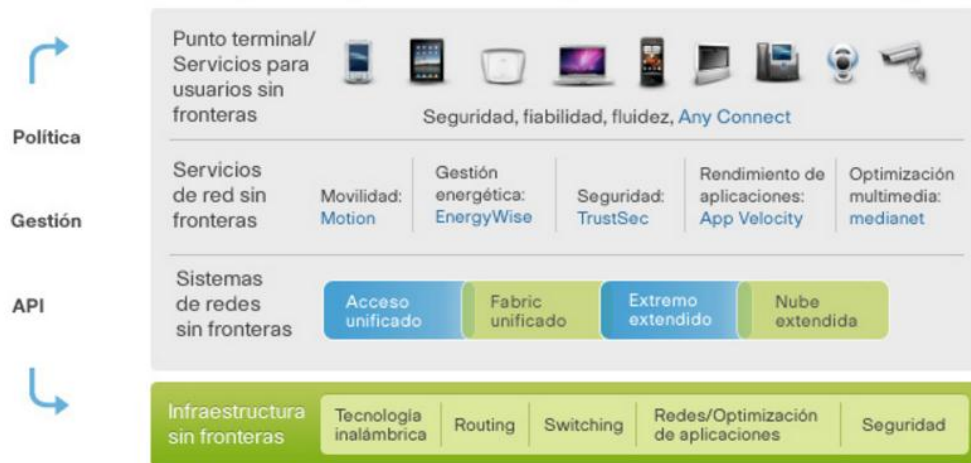 Política
Gestión
API
Punto terminal/
Servicios para
usuarios sin
fronteras
Seguridad, fiabilidad, fluidez, Any Connect
Servicios
de red sin
fronteras
Movilidad:
Motion
Gestión
energética:
EnergyWise
Seguridad:
TrustSec
Rendimiento de
aplicaciones:
App Velocity
Optimización
multimedia:
medianet
Sistemas
de redes
sin fronteras
Acceso
unificado
Fabric
unificado
Extremo
extendido
Nube
extendida
Infraestructura
sin fronteras
Tecnología
inalámbrica
Routing
Switching
Redes/Optimización
de aplicaciones
Seguridad